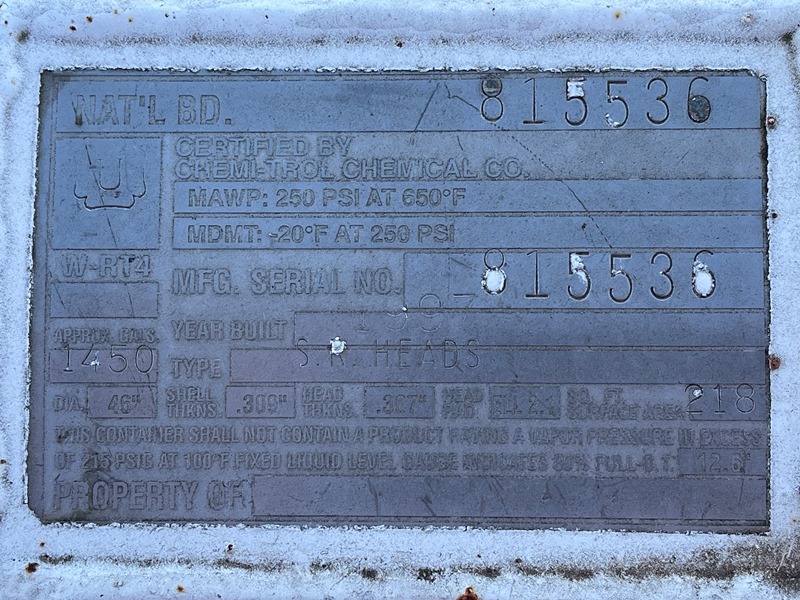 NAT'L BD. 815536
U
CERTIFIED BY
CHEMI-TROL CHEMICAL CO.
MAWP: 250 PSI AT 650°F
MDMT: -20°F AT 250 PSI
W-RT4
MFG. SERIAL NO. 815536
YEAR BUILT 1997
APPROX. GALS.
1450
TYPE S.R. HEADS
DIA. 46" SHELL THKNS. .309" HEAD THKNS. HEAD RAD. SQ. FT. SURFACE AREA 218
THIS CONTAINER SHALL NOT CONTAIN A PRODUCT HAVING A VAPOR PRESSURE IN EXCESS
OF 215 PSIG AT 100°F FIXED LIQUID LEVEL GAUGE INDICATES 80% FULL-D.T. 12.6"
PROPERTY OF